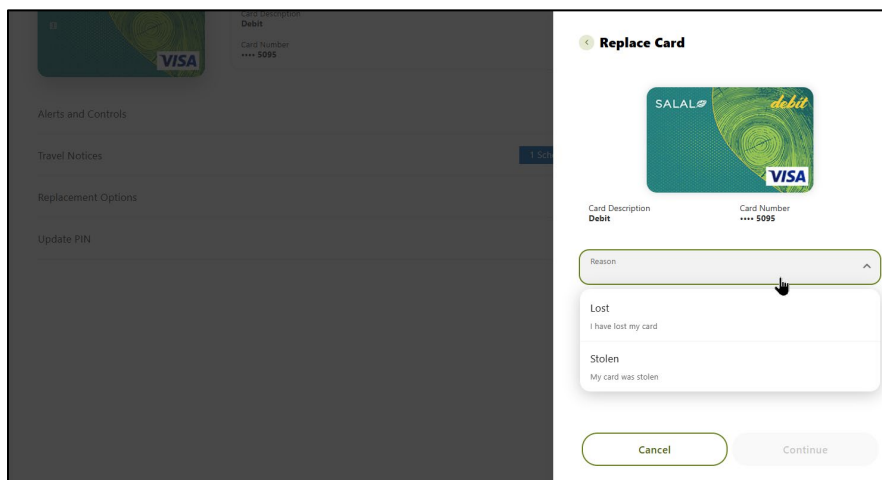 Card Description
Debit
Card Number
•••• 5095
VISA
Alerts and Controls
Travel Notices
1 Sch
Replacement Options
Update PIN
Replace Card
SALAL
debit
VISA
Card Description
Debit
Card Number
•••• 5095
Reason
Lost
I have lost my card
Stolen
My card was stolen
Cancel
Continue